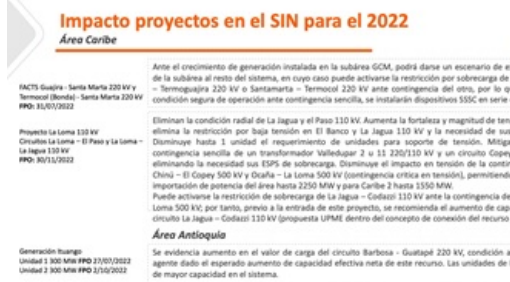 Impacto proyectos en el SIN para el 2022
Área Caribe
Ante el crecimiento de generación instalada en la subárea GCM, podrá darse un escenario de e
FACTS Guajira - Santa Marta 220 kV y
Termocol (Bonda) - Santa Marta 220 kV
FPO: 31/07/2022
de la subárea al resto del sistema, en cuyo caso puede activarse la restricción por sobrecarga de
– Termoguajira 220 kV o Santamarta – Termocol 220 kV ante contingencia del otro, por lo q
condición segura de operación ante contingencia sencilla, se instalarán dispositivos SSSC en serie
Proyecto La Loma 110 kV
Circuitos La Loma – El Paso y La Loma –
La Jagua 110 kV
FPO: 30/11/2022
Eliminan la condición radial de La Jagua y el Paso 110 kV. Aumenta la fortaleza y magnitud de ten
elimina la restricción por baja tensión en El Banco y La Jagua 110 kV y la necesidad de sus
Disminuye hasta 1 unidad el requerimiento de unidades para soporte de tensión. Mitiga
contingencia sencilla de un transformador Valledupar 2 u 11 220/110 kV y un circuito Copey
eliminando la necesidad sus ESPS de sobrecarga. Disminuye el impacto en tensión de la contin
Chinú – El Copey 500 kV y Ocaña – La Loma 500 kV (contingencia crítica en tensión), permitiendo
importación de potencia del área hasta 2250 MW y para Caribe 2 hasta 1550 MW.
Puede activarse la restricción de sobrecarga de La Jagua – Codazzi 110 kV ante la contingencia de
Loma 500 kV; por tanto, previo a la entrada de este proyecto, se recomienda el aumento de cap
circuito La Jagua – Codazzi 110 kV (propuesta UPME dentro del concepto de conexión del recurso
Área Antioquia
Generación Ituango
Unidad 1 300 MW FPO 27/07/2022
Unidad 2 300 MW FPO 2/10/2022
Se evidencia aumento en el valor de carga del circuito Barbosa - Guatapé 220 kV, condición a
agente dado el esperado aumento de capacidad efectiva neta de este recurso. Las unidades de
de mayor capacidad en el sistema.